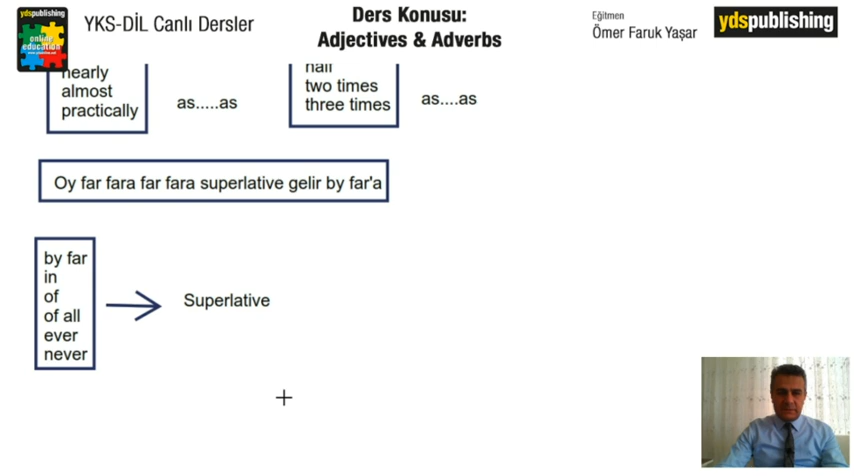 ydspublishing
online
education
YKS-DİL Canlı Dersler
Ders Konusu:
Adjectives & Adverbs
Eğitmen
Ömer Faruk Yaşar
ydspublishing
nearly
almost
practically
as.....as
half
two times
three times
as....as
Oy far fara far fara superlative gelir by far'a
by far
in
of
of all
ever
never
Superlative